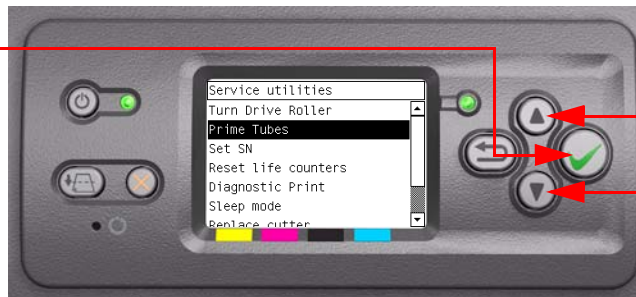 Service utilities
Turn Drive Roller
Prime Tubes
Set SN
Reset life counters
Diagnostic Print
Sleep mode
Replace cutter